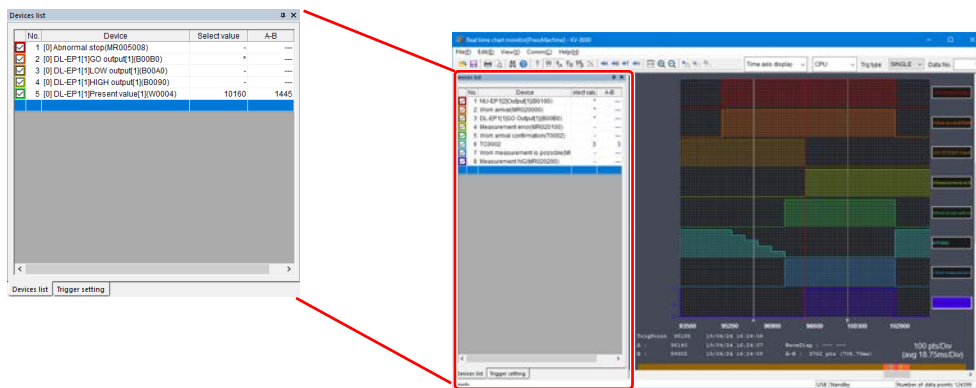 Devices list
No. Device Select value A-B
1 [0] Abnormal stop(MR005008) - ---
2 [0] DL-EP1[1]GO output[1](B00B0) * ---
3 [0] DL-EP1[1]LOW output[1](B00A0) - ---
4 [0] DL-EP1[1]HIGH output[1](B0090) - ---
5 [0] DL-EP1[1]Present value[1](W0004) 10160 1445
Devices list Trigger setting
Real time chart monitor[PressMachine] - KV-8000
File(F) Edit(E) View(V) Comm(C) Help(H)
Time axis display CPU Trig type SINGLE Data No.
Devices list
No. Device A-B
1 NU-EP1[2]Output[1](B0180) * ---
2 Work arrival(MR020000) * ---
3 DL-EP1[1]GO Output[1](B00B0) * ---
4 Measurement error(MR020100) - ---
5 Work arrival confirmation(T0002) - ---
6 TC0002 3 3
7 Work measurement is possible(MR - ---
8 Measurement NG(MR020200) - ---
93500 95200 96900 98600 100300 102000
100 pts/Div
(avg 18.75ms/Div)
Devices list Trigger setting
USB Standby Number of data points